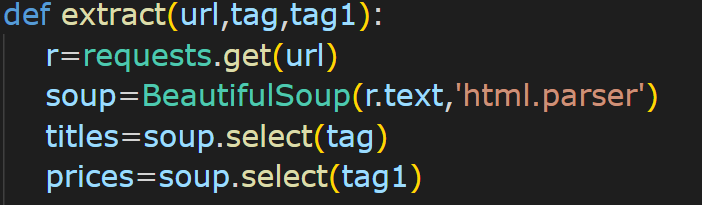 def extract(url,tag,tag1):
    r=requests.get(url)
    soup=BeautifulSoup(r.text,'html.parser')
    titles=soup.select(tag)
    prices=soup.select(tag1)